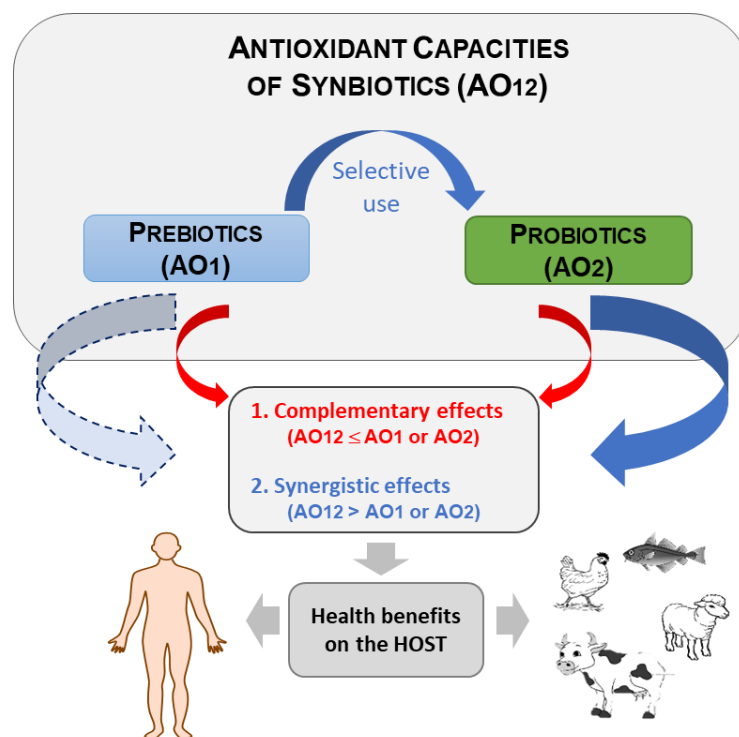 ANTIOXIDANT CAPACITIES
OF SYNBIOTICS (AO12)
Selective
use
PREBIOTICS
(AO1)
PROBIOTICS
(AO2)
1. Complementary effects
(AO12 ≤ AO1 or AO2)
2. Synergistic effects
(AO12 > AO1 or AO2)
Health benefits
on the HOST